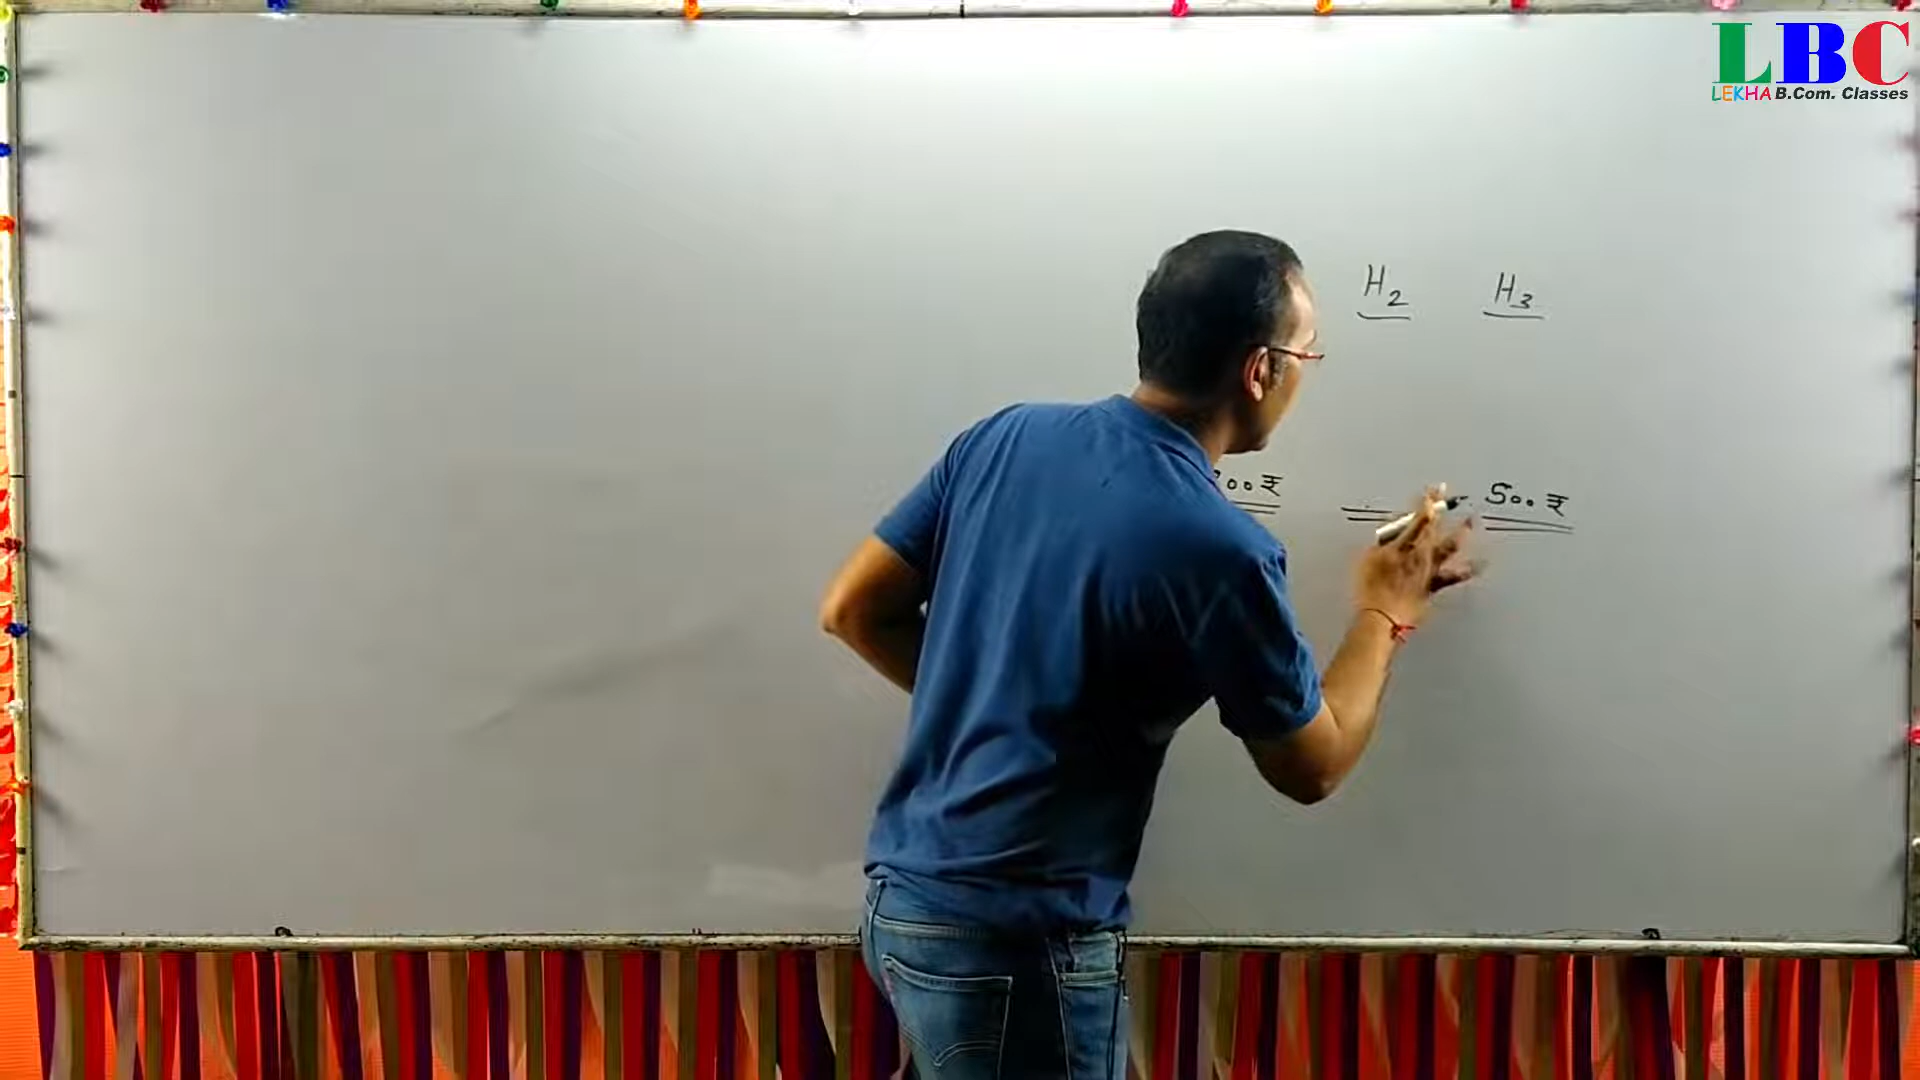 LBC
LEKHA B.Com. Classes
H2 H3
00 ₹ 500 ₹